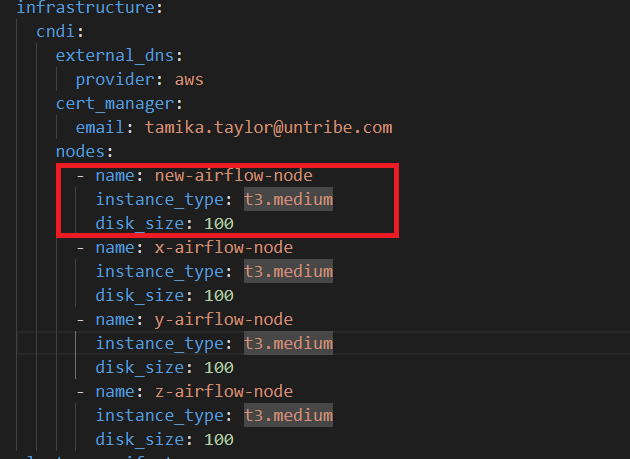 infrastructure:
cndi:
external_dns:
provider: aws
cert_manager:
email: tamika.taylor@untribe.com
nodes:
- name: new-airflow-node
instance_type: t3.medium
disk_size: 100
- name: x-airflow-node
instance_type: t3.medium
disk_size: 100
- name: y-airflow-node
instance_type: t3.medium
disk_size: 100
- name: z-airflow-node
instance_type: t3.medium
disk_size: 100